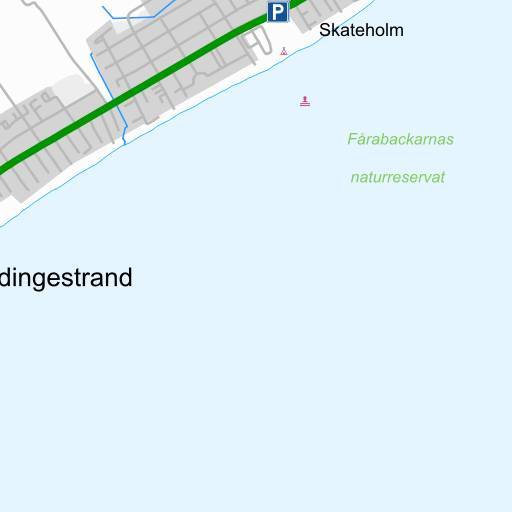 P
Skateholm
Fårabackarnas
naturreservat
dingestrand